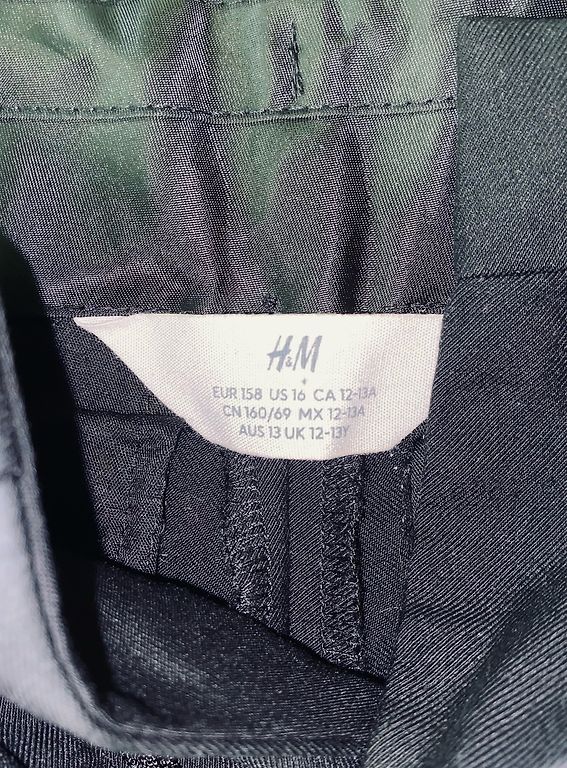 H&M
EUR 158 US 16 CA 12-13A
CN 160/69 MX 12-13A
AUS 13 UK 12-13Y